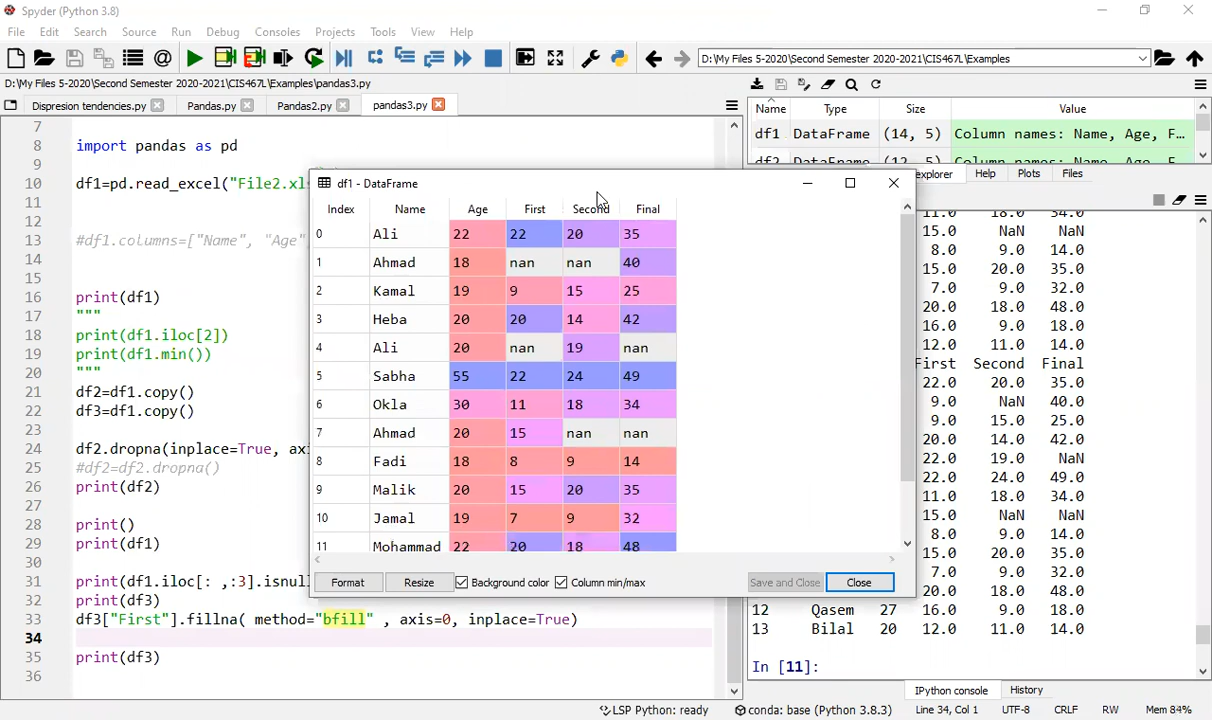 Spyder (Python 3.8)
File Edit Search Source Run Debug Consoles Projects Tools View Help
D:\My Files 5-2020\Second Semester 2020-2021\CIS467L\Examples
D:\My Files 5-2020\Second Semester 2020-2021\CIS467L\Examples\pandas3.py
Dispresion tendencies.py Pandas.py Pandas2.py pandas3.py
7
8 import pandas as pd
9
10 df1=pd.read_excel("File2.xls
11
12
13 #df1.columns=["Name", "Age"
14
15
16 print(df1)
17 """
18 print(df1.iloc[2])
19 print(df1.min())
20 """
21 df2=df1.copy()
22 df3=df1.copy()
23
24 df2.dropna(inplace=True, axi
25 #df2=df2.dropna()
26 print(df2)
27
28 print()
29 print(df1)
30
31 print(df1.iloc[: ,:3].isnul
32 print(df3)
33 df3["First"].fillna( method="bfill" , axis=0, inplace=True)
34
35 print(df3)
36
df1 - DataFrame
Index Name Age First Second Final
0 Ali 22 22 20 35
1 Ahmad 18 nan nan 40
2 Kamal 19 9 15 25
3 Heba 20 20 14 42
4 Ali 20 nan 19 nan
5 Sabha 55 22 24 49
6 Okla 30 11 18 34
7 Ahmad 20 15 nan nan
8 Fadi 18 8 9 14
9 Malik 20 15 20 35
10 Jamal 19 7 9 32
11 Mohammad 22 20 18 48
Format Resize Background color Column min/max Save and Close Close
Name Type Size Value
df1 DataFrame (14, 5) Column names: Name, Age, F...
df2 DataFrame (12, 5) Column names: Name, Age, F...
explorer Help Plots Files
11.0 18.0 34.0
15.0 NaN NaN
8.0 9.0 14.0
15.0 20.0 35.0
7.0 9.0 32.0
20.0 18.0 48.0
16.0 9.0 18.0
12.0 11.0 14.0
First Second Final
22.0 20.0 35.0
9.0 NaN 40.0
9.0 15.0 25.0
20.0 14.0 42.0
22.0 19.0 NaN
22.0 24.0 49.0
11.0 18.0 34.0
15.0 NaN NaN
8.0 9.0 14.0
15.0 20.0 35.0
7.0 9.0 32.0
20.0 18.0 48.0
12 Qasem 27 16.0 9.0 18.0
13 Bilal 20 12.0 11.0 14.0
In [11]:
IPython console History
LSP Python: ready conda: base (Python 3.8.3) Line 34, Col 1 UTF-8 CRLF RW Mem 84%